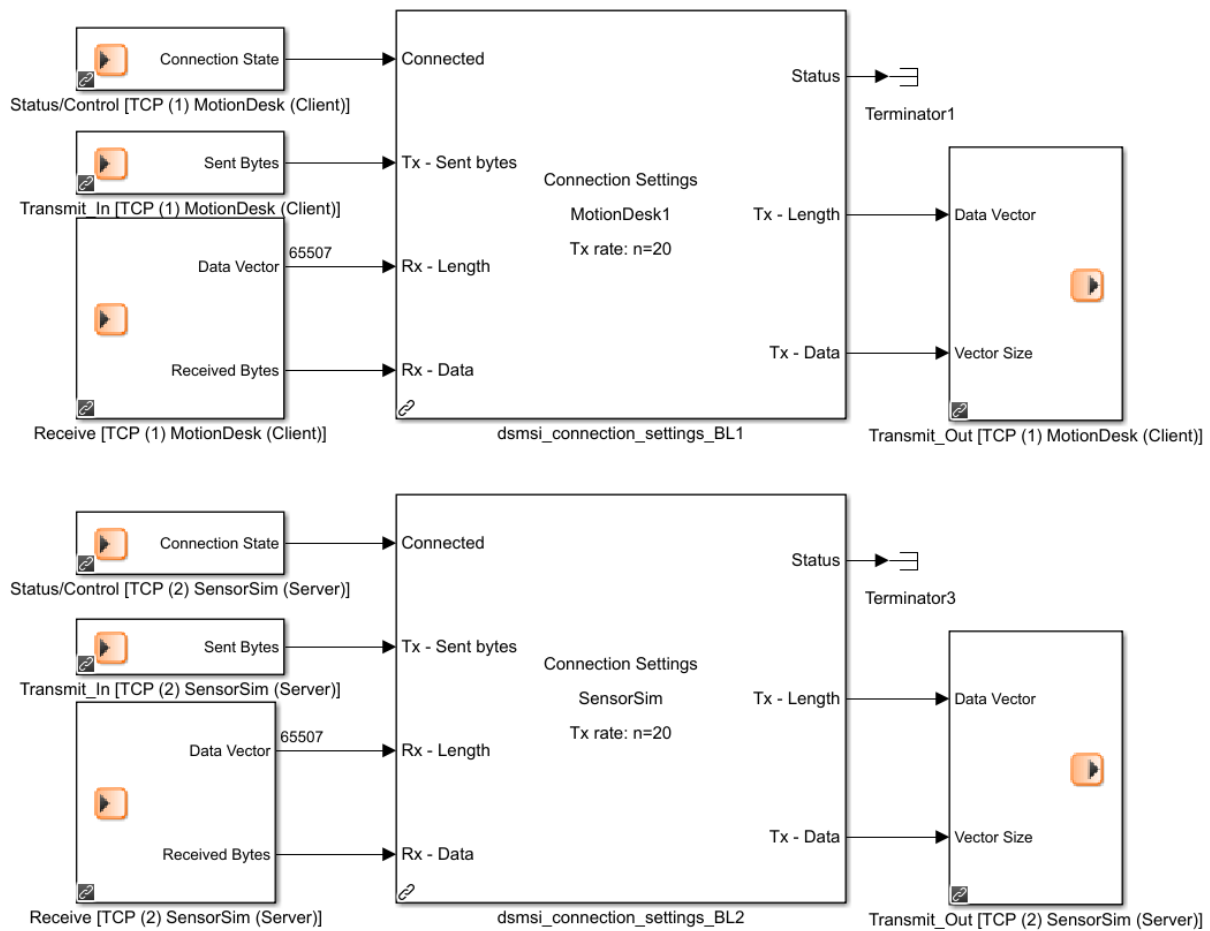 Connection State
Status/Control [TCP (1) MotionDesk (Client)]
Sent Bytes
Transmit_In [TCP (1) MotionDesk (Client)]
Data Vector
65507
Received Bytes
Receive [TCP (1) MotionDesk (Client)]
Connected
Tx - Sent bytes
Rx - Length
Rx - Data
Connection Settings
MotionDesk1
Tx rate: n=20
Status
Tx - Length
Tx - Data
dsmsi_connection_settings_BL1
Terminator1
Data Vector
Vector Size
Transmit_Out [TCP (1) MotionDesk (Client)]
Connection State
Status/Control [TCP (2) SensorSim (Server)]
Sent Bytes
Transmit_In [TCP (2) SensorSim (Server)]
Data Vector
65507
Received Bytes
Receive [TCP (2) SensorSim (Server)]
Connected
Tx - Sent bytes
Rx - Length
Rx - Data
Connection Settings
SensorSim
Tx rate: n=20
Status
Tx - Length
Tx - Data
dsmsi_connection_settings_BL2
Terminator3
Data Vector
Vector Size
Transmit_Out [TCP (2) SensorSim (Server)]